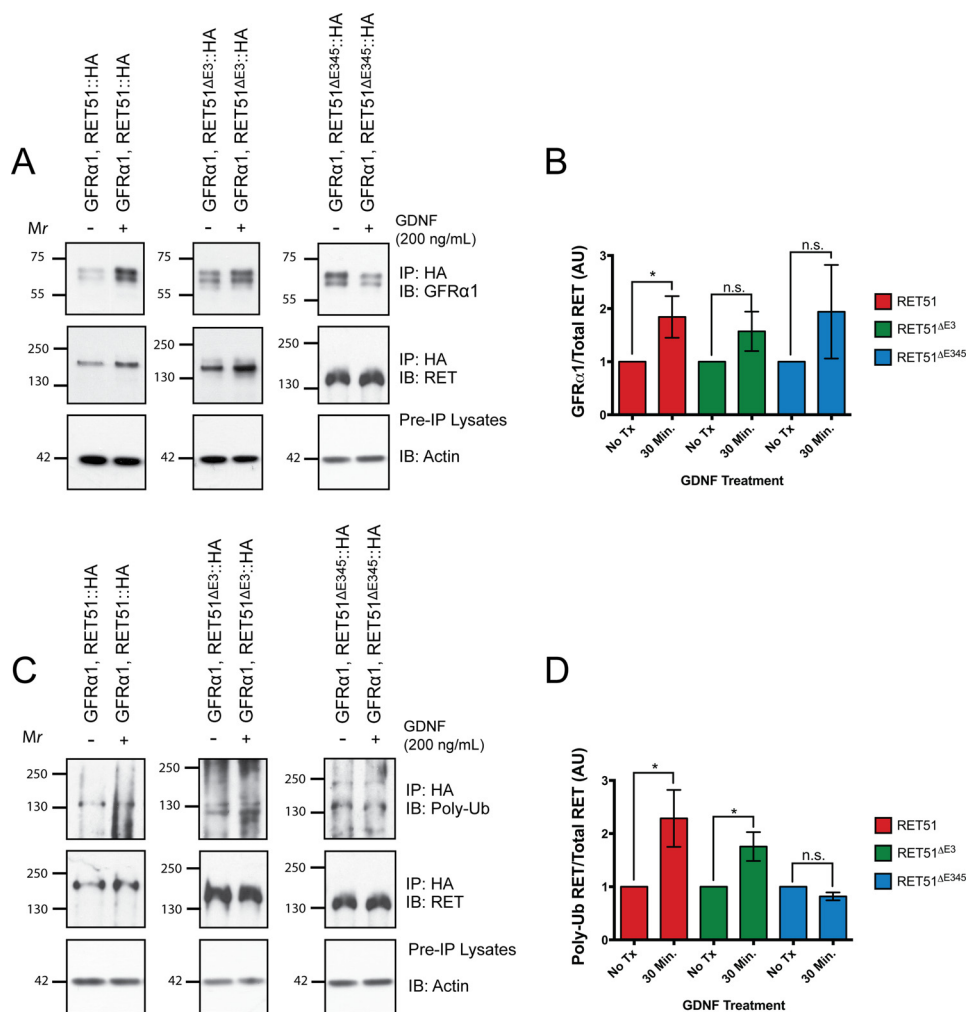 A
GFRα1, RET51::HA
GFRα1, RET51::HA
GFRα1, RET51ΔE3::HA
GFRα1, RET51ΔE3::HA
GFRα1, RET51ΔE345::HA
GFRα1, RET51ΔE345::HA
Mr - + - + - + GDNF
(200 ng/mL)
75 75 75
55 55 55
IP: HA
IB: GFRα1
250 250 250
130 130 130
IP: HA
IB: RET
Pre-IP Lysates
42 42 42
IB: Actin
B
GFRα1/Total RET (AU)
3
2
1
0
* n.s. n.s.
No Tx 30 Min. No Tx 30 Min. No Tx 30 Min.
GDNF Treatment
RET51
RET51ΔE3
RET51ΔE345
C
GFRα1, RET51::HA
GFRα1, RET51::HA
GFRα1, RET51ΔE3::HA
GFRα1, RET51ΔE3::HA
GFRα1, RET51ΔE345::HA
GFRα1, RET51ΔE345::HA
Mr - + - + - + GDNF
(200 ng/mL)
250 250 250
130 130 130
IP: HA
IB: Poly-Ub
250 250 250
130 130 130
IP: HA
IB: RET
Pre-IP Lysates
42 42 42
IB: Actin
D
Poly-Ub RET/Total RET (AU)
3
2
1
0
* * n.s.
No Tx 30 Min. No Tx 30 Min. No Tx 30 Min.
GDNF Treatment
RET51
RET51ΔE3
RET51ΔE345